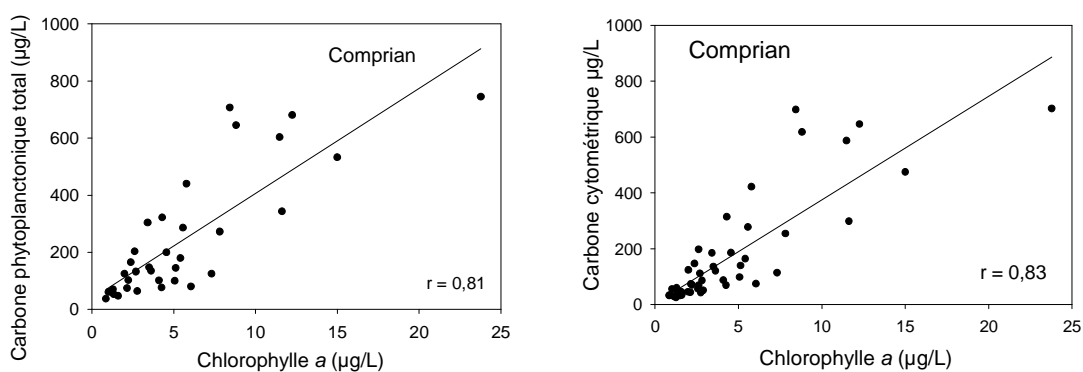 Carbone phytoplanctonique total (µg/L)
1000
800
600
400
200
0
Comprian
r = 0,81
0 5 10 15 20 25
Chlorophylle a (µg/L)
Carbone cytométrique µg/L
1000
800
600
400
200
0
Comprian
r = 0,83
0 5 10 15 20 25
Chlorophylle a (µg/L)